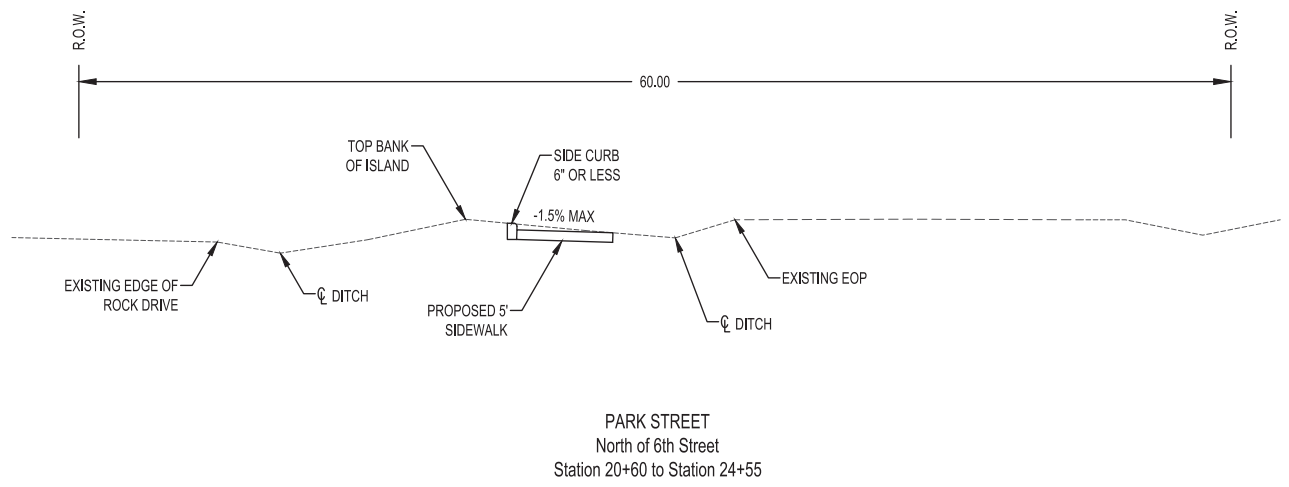 R.O.W.
R.O.W.
60.00
TOP BANK
OF ISLAND
SIDE CURB
6" OR LESS
-1.5% MAX
EXISTING EDGE OF
ROCK DRIVE
℄ DITCH
PROPOSED 5'
SIDEWALK
℄ DITCH
EXISTING EOP
PARK STREET
North of 6th Street
Station 20+60 to Station 24+55